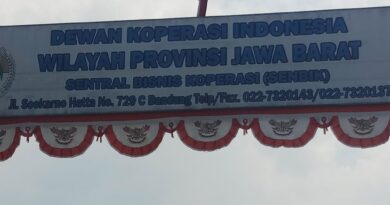 DEWAN KOPERASI INDONESIA
WILAYAH PROVINSI JAWA BARAT
SENTRAL BISNIS KOPERASI (SENBIK)
Jl. Soekarno Hatta No. 729 C Bandung Telp/Fax. 022-7320143/022-7320137